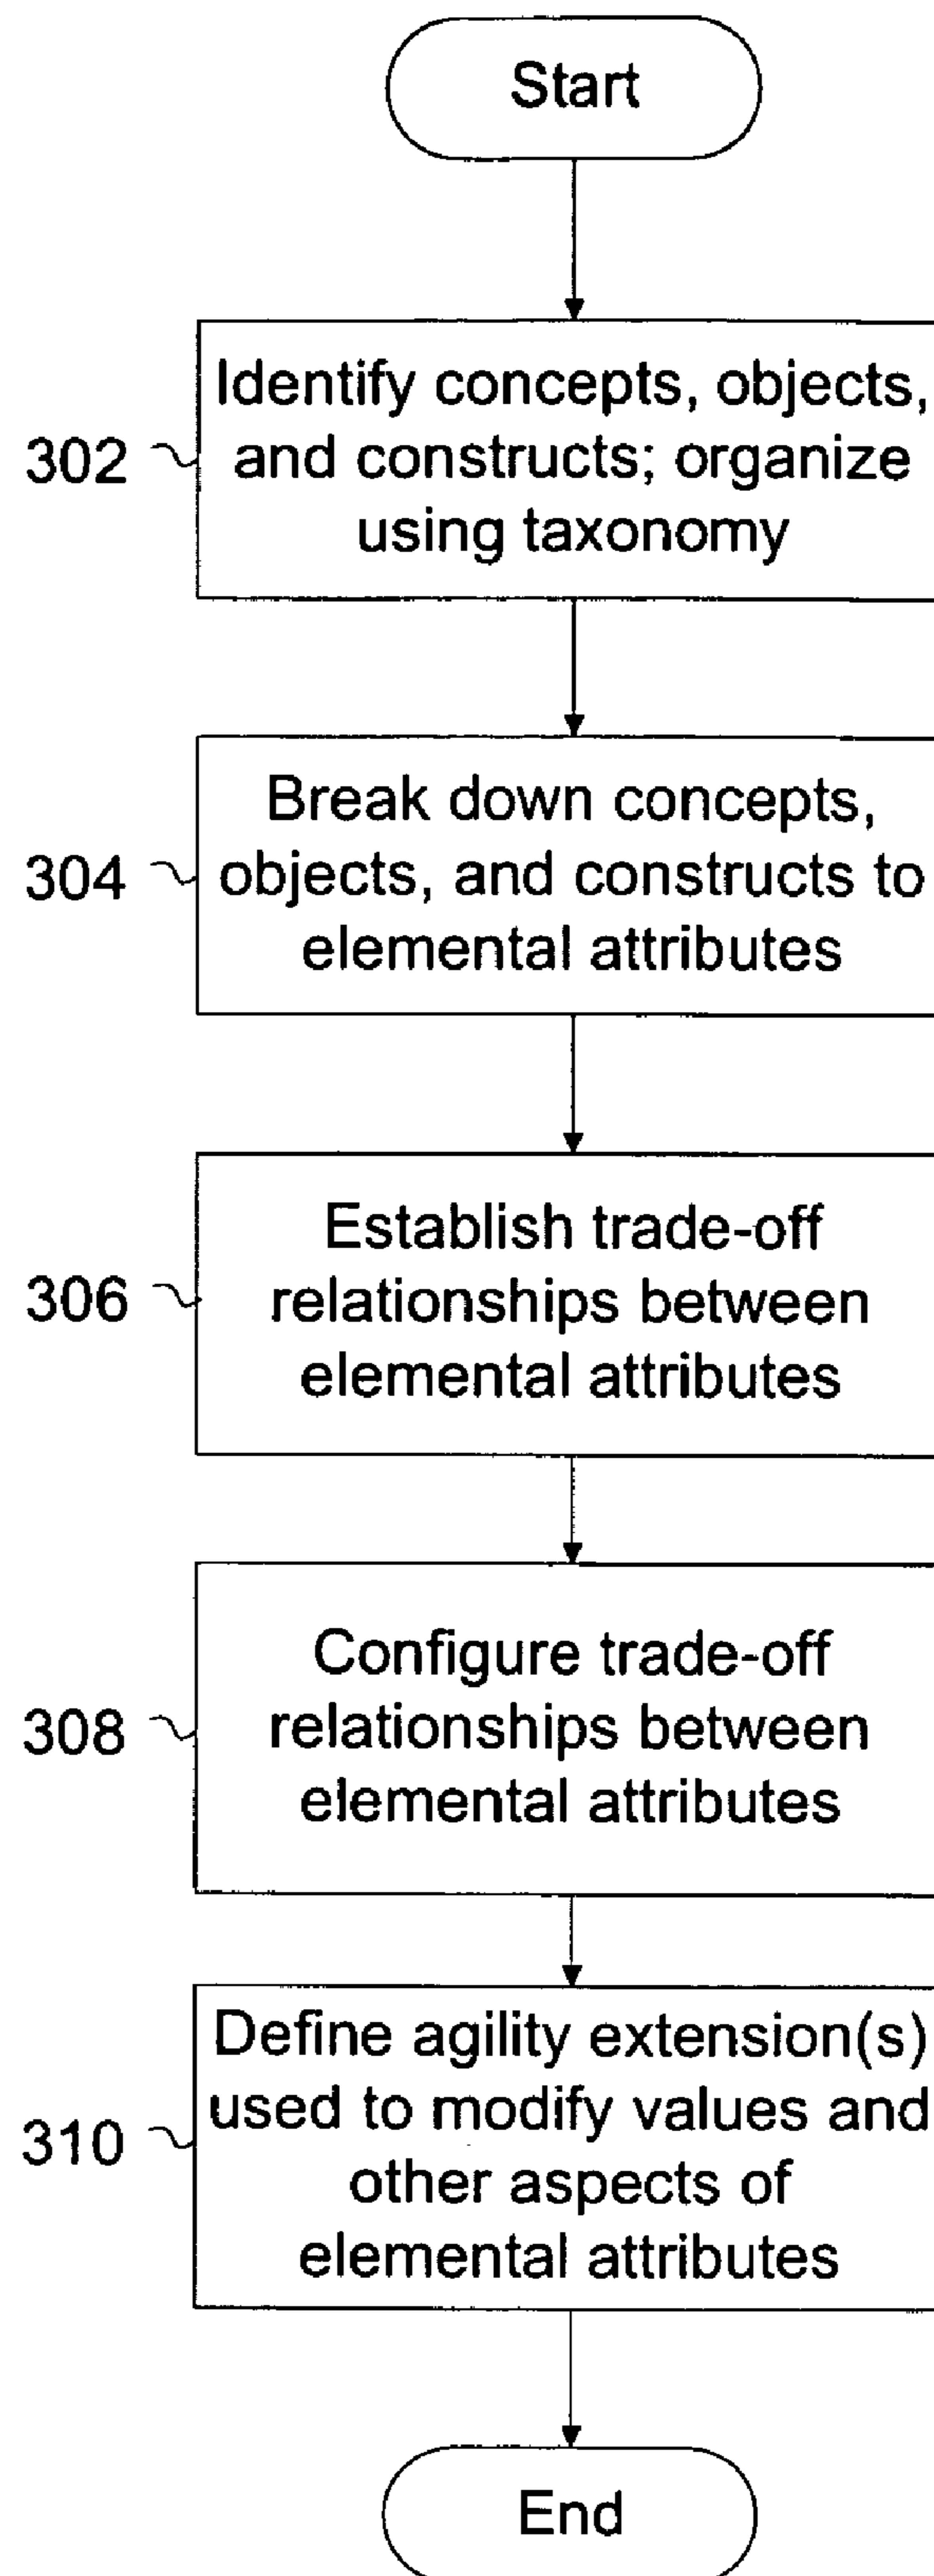 Start
Identify concepts, objects,
302
and constructs; organize
using taxonomy
Break down concepts,
304
objects, and constructs to
elemental attributes
Establish trade-off
306
relationships between
elemental attributes
Configure trade-off
308
relationships between
elemental attributes
Define agility extension(s)
used to modify values and
310
other aspects of
elemental attributes
End